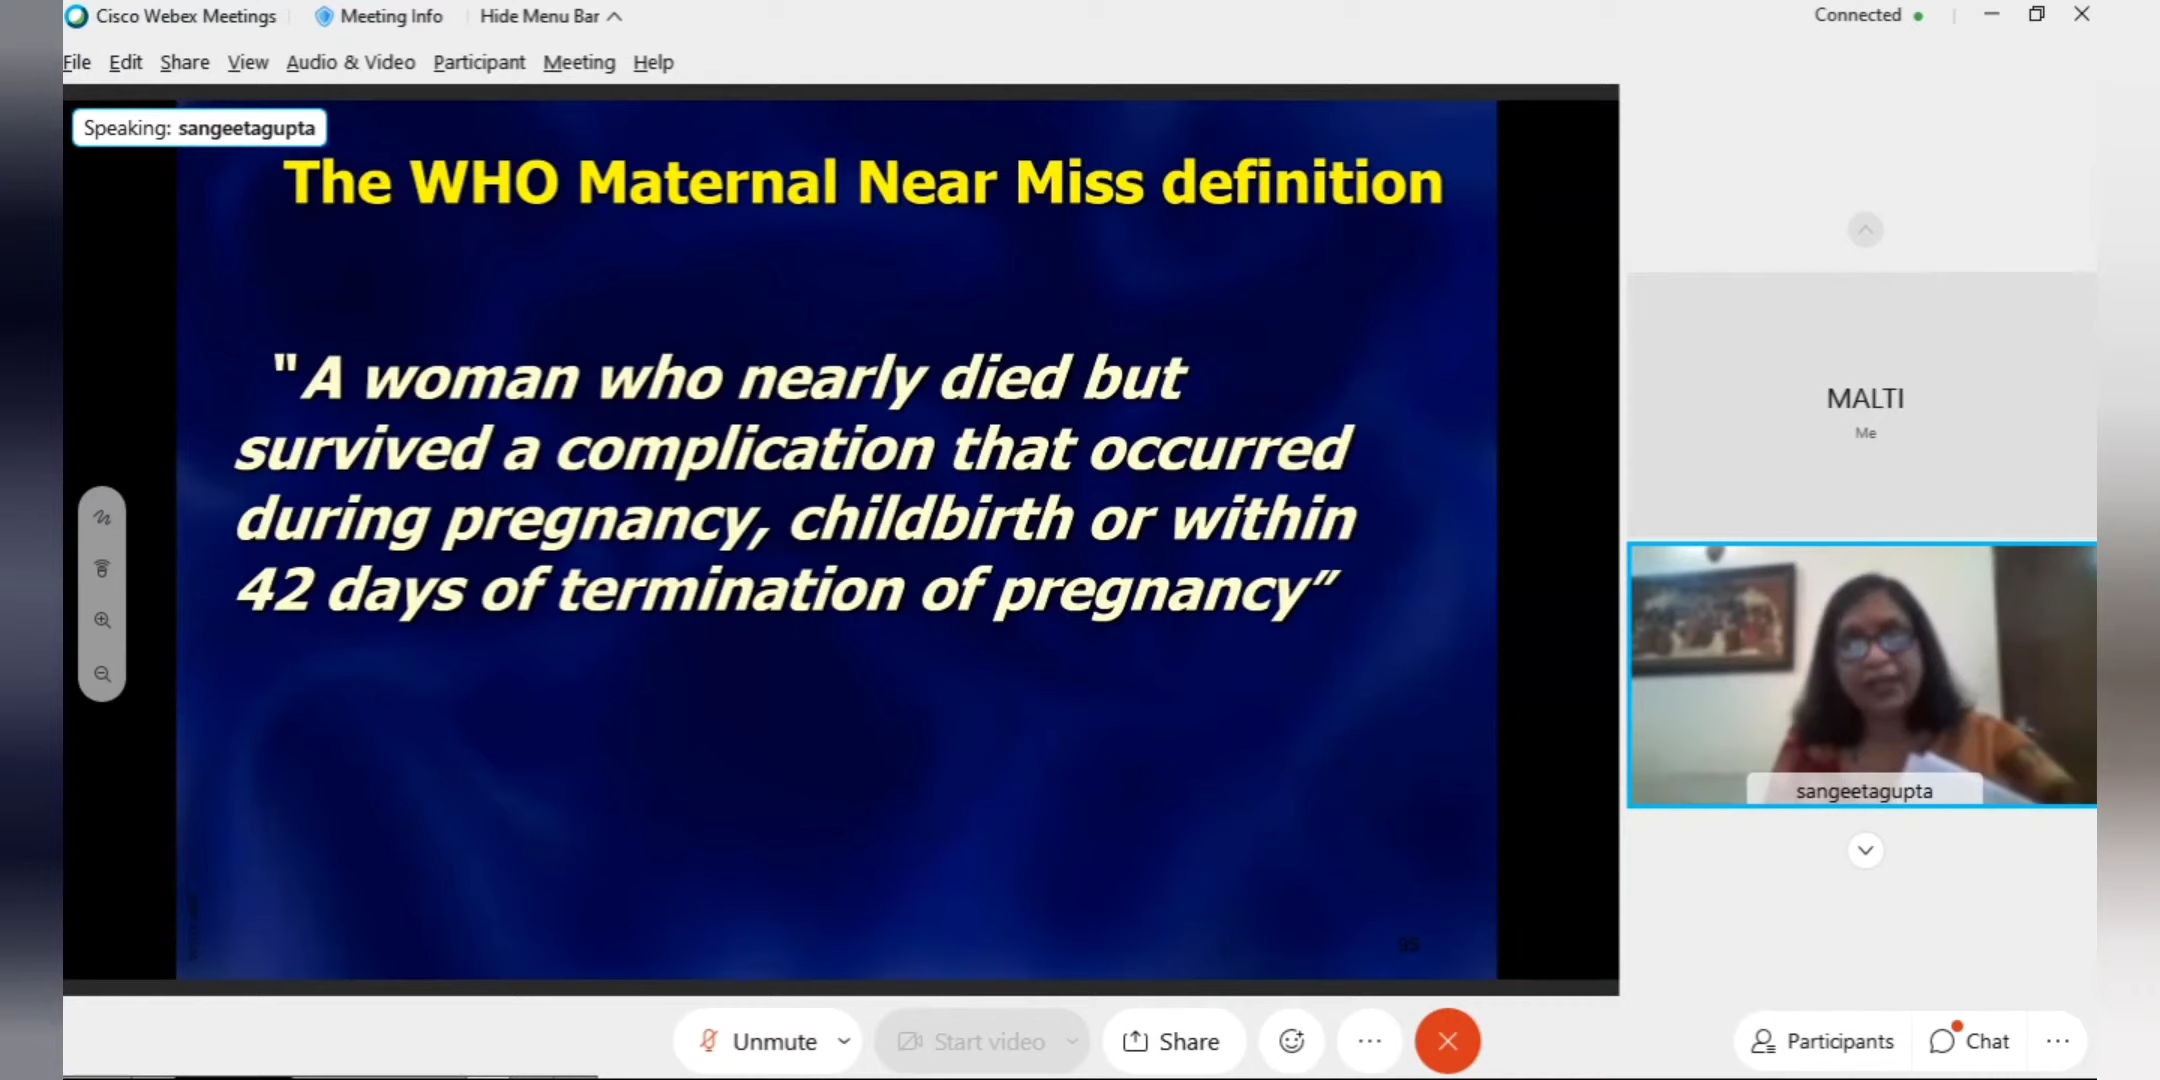 Cisco Webex Meetings
Meeting Info
Hide Menu Bar
Connected
File Edit Share View Audio & Video Participant Meeting Help
Speaking: sangeetagupta
The WHO Maternal Near Miss definition
"A woman who nearly died but
survived a complication that occurred
during pregnancy, childbirth or within
42 days of termination of pregnancy”
95
MALTI
Me
sangeetagupta
Unmute
Start video
Share
Participants
Chat